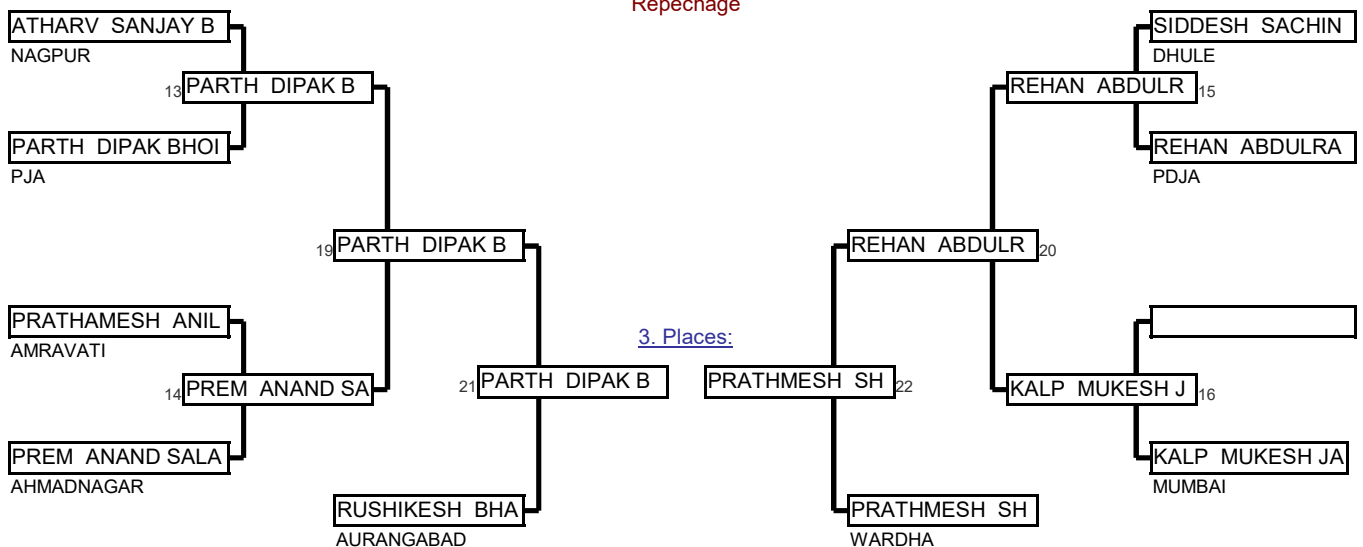 Repechage
ATHARV SANJAY B
NAGPUR
SIDDESH SACHIN
DHULE
13 PARTH DIPAK B
REHAN ABDULR 15
PARTH DIPAK BHOI
PJA
REHAN ABDULRA
PDJA
19 PARTH DIPAK B
REHAN ABDULR 20
PRATHAMESH ANIL
AMRAVATI
3. Places:
14 PREM ANAND SA
21 PARTH DIPAK B
PRATHMESH SH 22
KALP MUKESH J 16
PREM ANAND SALA
AHMADNAGAR
KALP MUKESH JA
MUMBAI
RUSHIKESH BHA
AURANGABAD
PRATHMESH SH
WARDHA